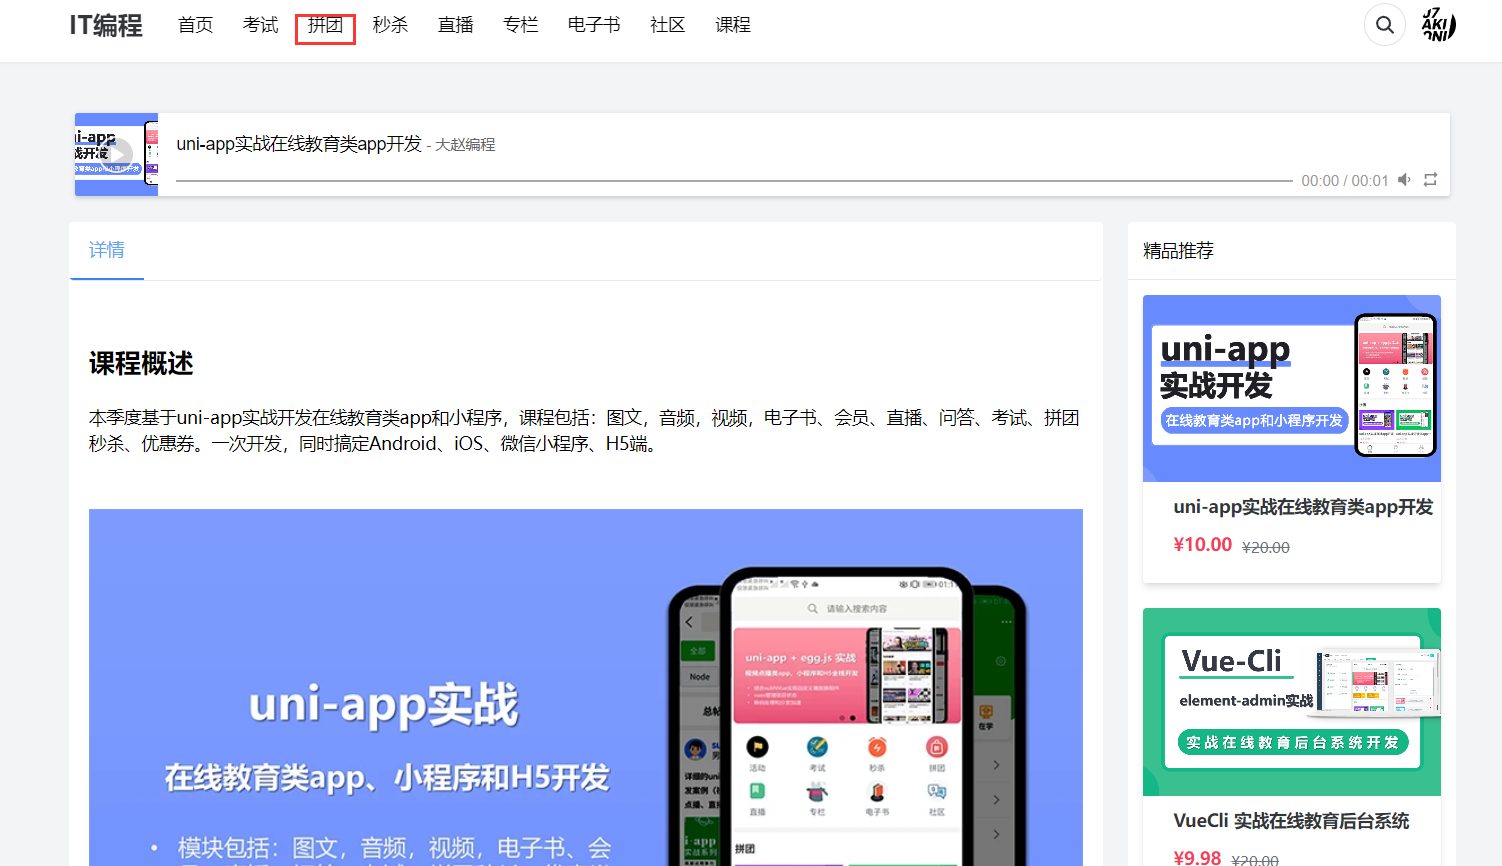 IT编程 首页 考试 拼团 秒杀 直播 专栏 电子书 社区 课程
uni-app实战在线教育类app开发 - 大赵编程
00:00 / 00:01
详情
课程概述
本季度基于uni-app实战开发在线教育类app和小程序，课程包括：图文，音频，视频，电子书、会员、直播、问答、考试、拼团
秒杀、优惠券。一次开发，同时搞定Android、iOS、微信小程序、H5端。
uni-app实战
在线教育类app、小程序和H5开发
• 模块包括：图文，音频，视频，电子书、会
请输入搜索内容
uni-app + egg.js 实战
全部
Node
活动 考试 秒杀 拼团
直播 专栏 电子书 社区
拼团
在学
精品推荐
uni-app
实战开发
在线教育类app和小程序开发
uni-app实战在线教育类app开发
¥10.00 ¥20.00
Vue-Cli
element-admin实战
实战在线教育后台系统开发
VueCli 实战在线教育后台系统
¥9.98 ¥20.00